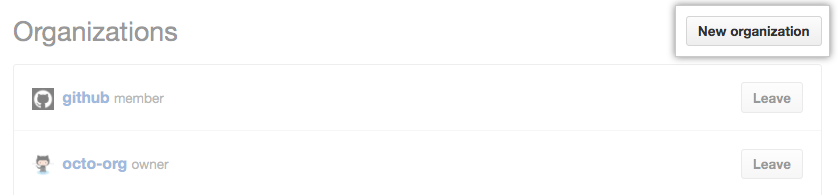 Organizations
New organization
github member
Leave
octo-org owner
Leave